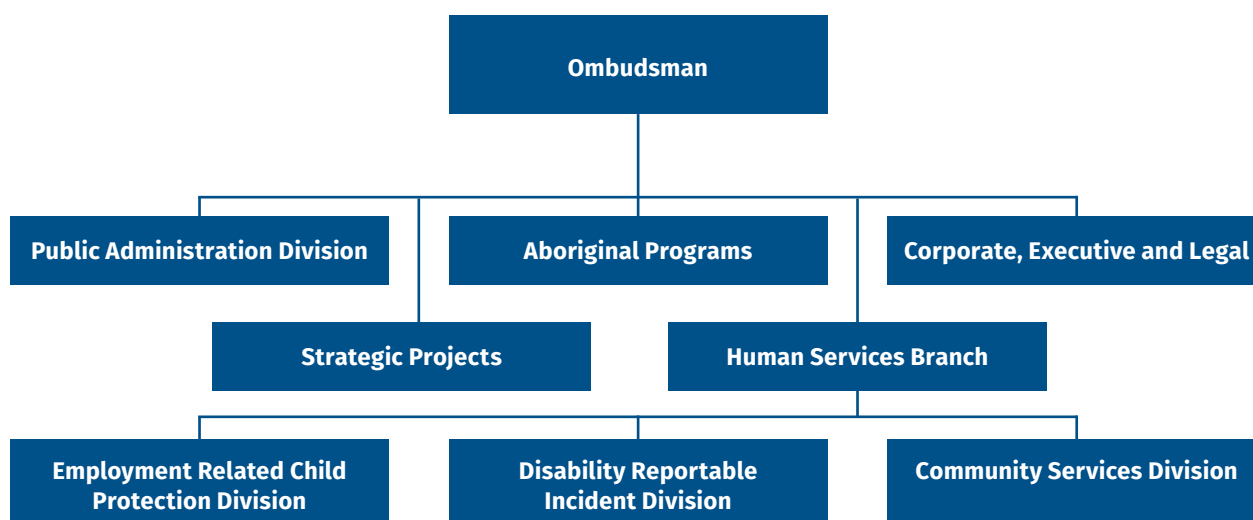 Ombudsman
Public Administration Division
Aboriginal Programs
Corporate, Executive and Legal
Strategic Projects
Human Services Branch
Employment Related Child
Protection Division
Disability Reportable
Incident Division
Community Services Division